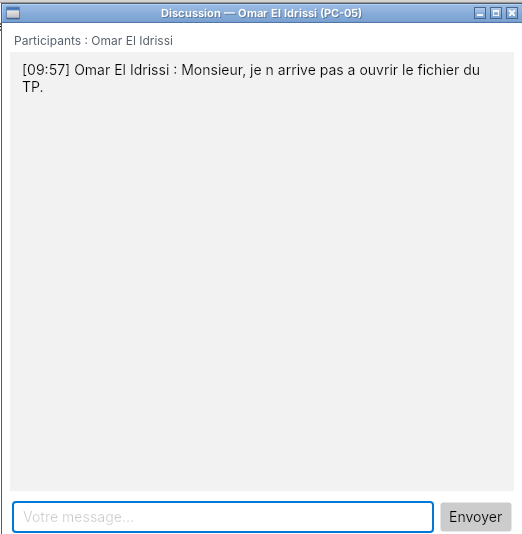 Discussion — Omar El Idrissi (PC-05)
Participants : Omar El Idrissi
[09:57] Omar El Idrissi : Monsieur, je n arrive pas a ouvrir le fichier du
TP.
Votre message...
Envoyer